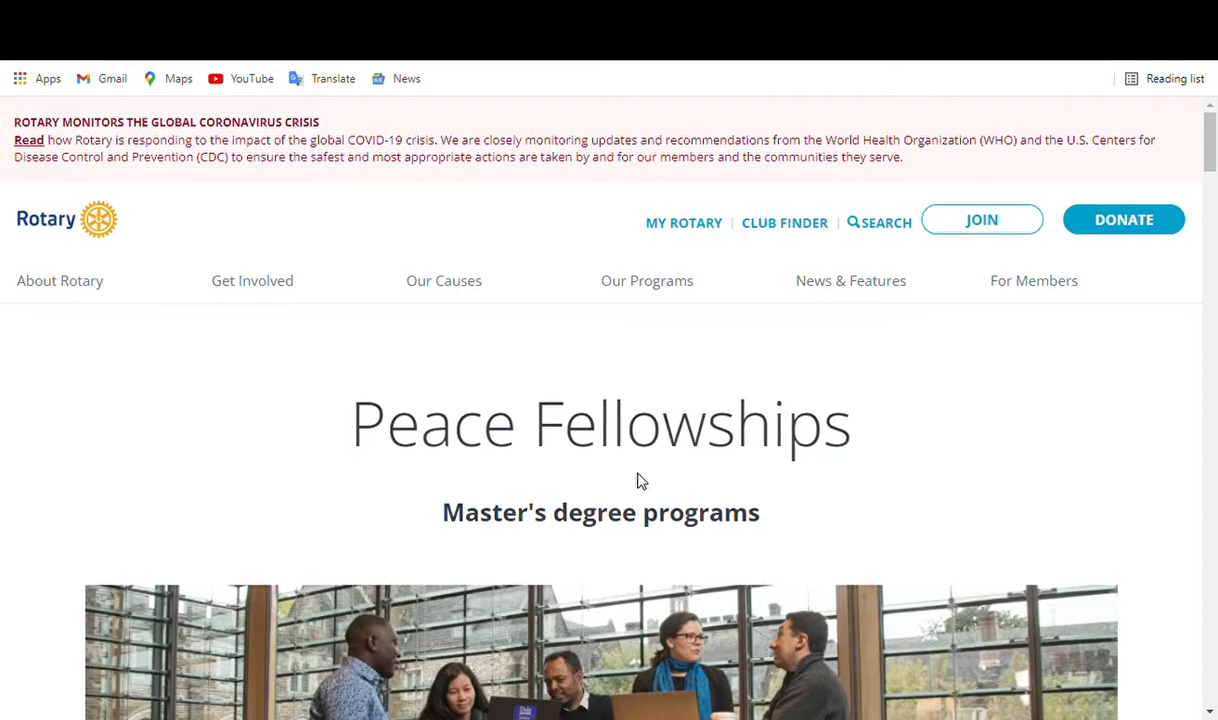 Apps Gmail Maps YouTube Translate News Reading list
ROTARY MONITORS THE GLOBAL CORONAVIRUS CRISIS
Read how Rotary is responding to the impact of the global COVID-19 crisis. We are closely monitoring updates and recommendations from the World Health Organization (WHO) and the U.S. Centers for
Disease Control and Prevention (CDC) to ensure the safest and most appropriate actions are taken by and for our members and the communities they serve.
Rotary MY ROTARY | CLUB FINDER | SEARCH JOIN DONATE
About Rotary Get Involved Our Causes Our Programs News & Features For Members
Peace Fellowships
Master's degree programs